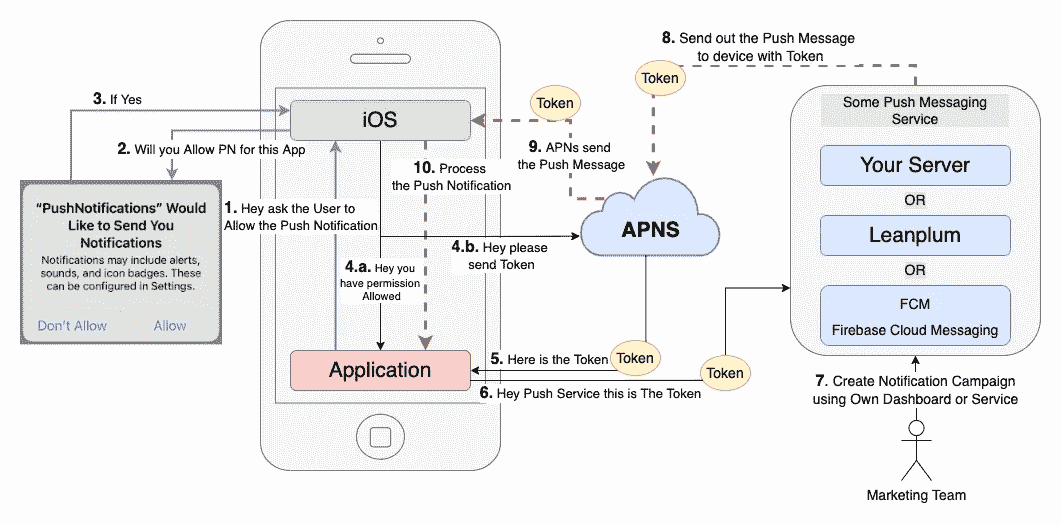 8. Send out the Push Message
to device with Token
Token
Some Push Messaging
Service
Token
3. If Yes
iOS
2. Will you Allow PN for this App
9. APNs send
the Push Message
10. Process
the Push Notification
Your Server
OR
Leanplum
OR
FCM
Firebase Cloud Messaging
“PushNotifications” Would
Like to Send You
Notifications
Notifications may include alerts,
sounds, and icon badges. These
can be configured in Settings.
Don't Allow
Allow
1. Hey ask the User to
Allow the Push Notification
APNS
4.b. Hey please
send Token
4.a. Hey you
have permission
Allowed
5. Here is the Token
Token
Token
Application
6. Hey Push Service this is The Token
7. Create Notification Campaign
using Own Dashboard or Service
Marketing Team